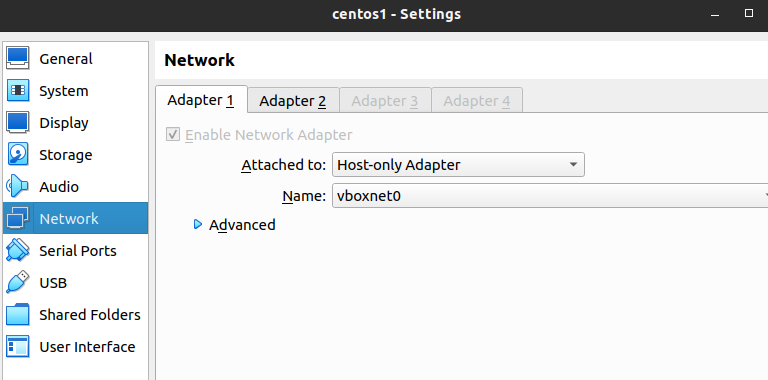 centos1 - Settings
General
System
Display
Storage
Audio
Network
Serial Ports
USB
Shared Folders
User Interface
Network
Adapter 1 Adapter 2 Adapter 3 Adapter 4
Enable Network Adapter
Attached to: Host-only Adapter
Name: vboxnet0
Advanced